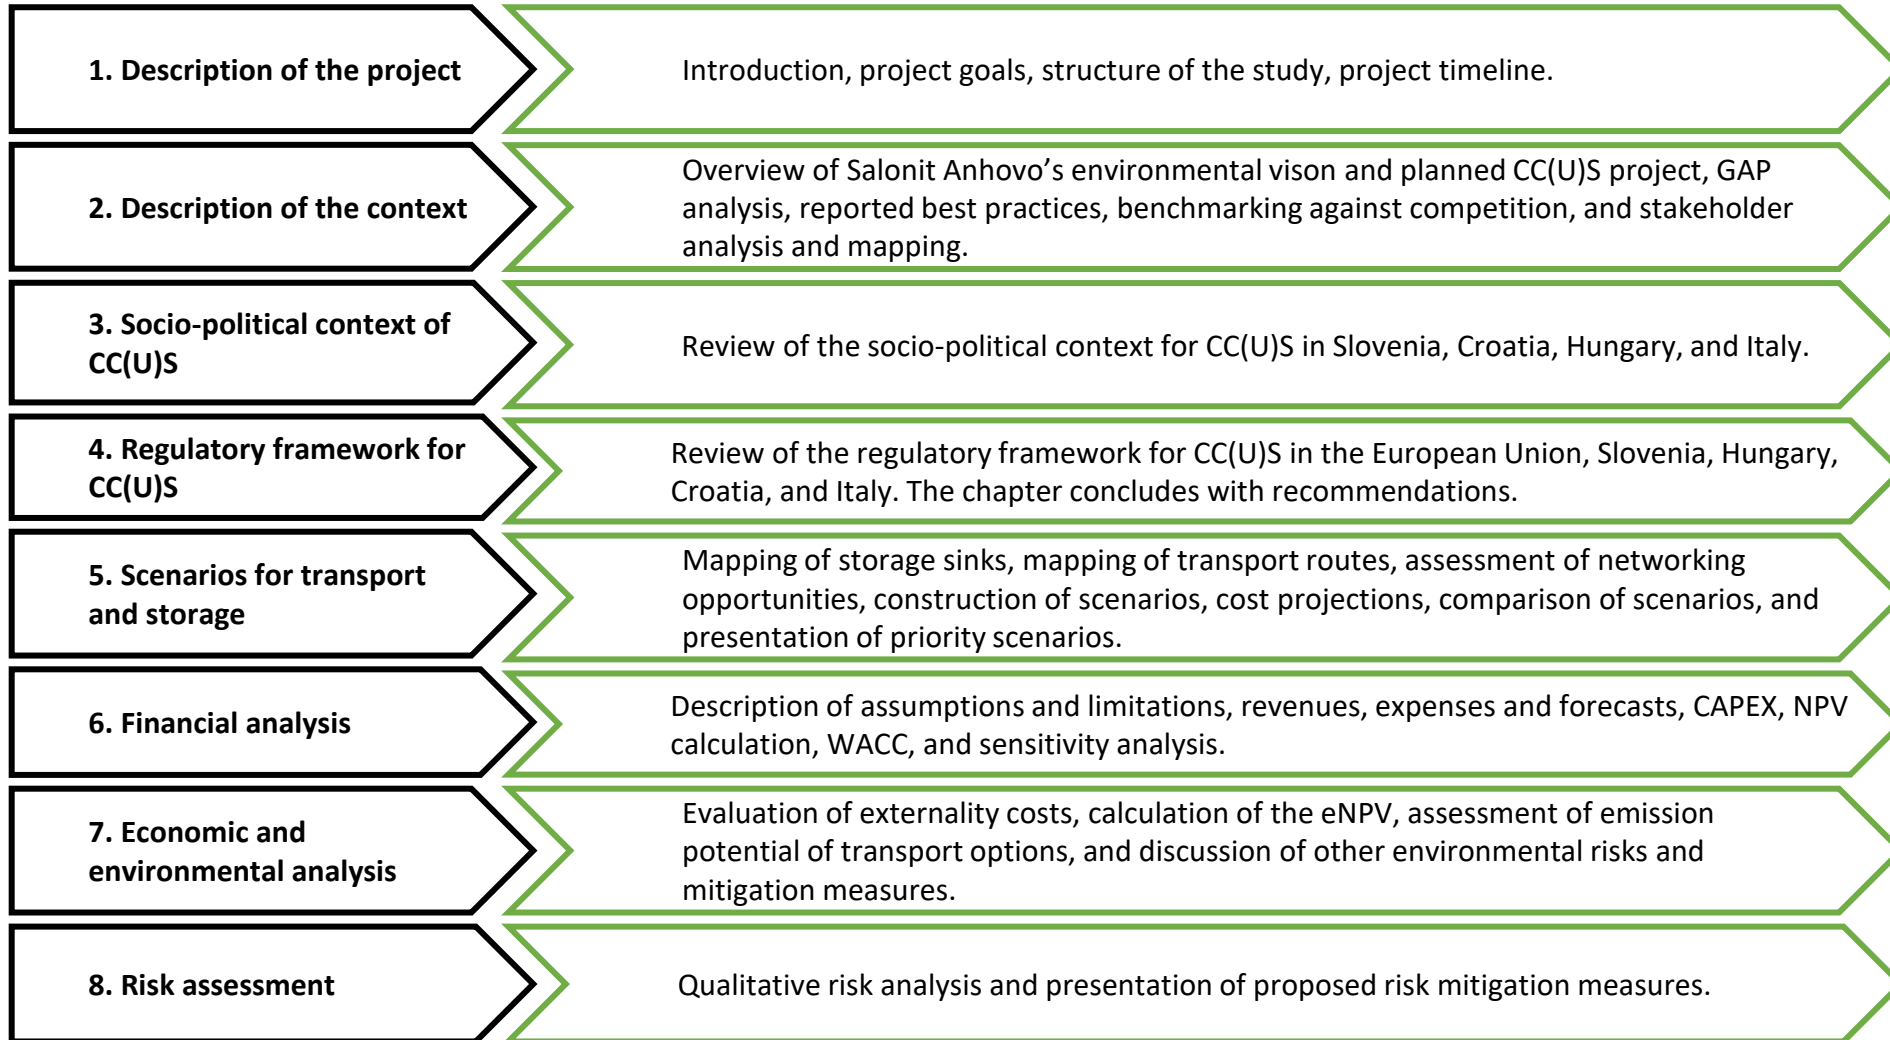 1. Description of the project
Introduction, project goals, structure of the study, project timeline.
2. Description of the context
Overview of Salonit Anhovo’s environmental vison and planned CC(U)S project, GAP
analysis, reported best practices, benchmarking against competition, and stakeholder
analysis and mapping.
3. Socio-political context of
CC(U)S
Review of the socio-political context for CC(U)S in Slovenia, Croatia, Hungary, and Italy.
4. Regulatory framework for
CC(U)S
Review of the regulatory framework for CC(U)S in the European Union, Slovenia, Hungary,
Croatia, and Italy. The chapter concludes with recommendations.
5. Scenarios for transport
and storage
Mapping of storage sinks, mapping of transport routes, assessment of networking
opportunities, construction of scenarios, cost projections, comparison of scenarios, and
presentation of priority scenarios.
6. Financial analysis
Description of assumptions and limitations, revenues, expenses and forecasts, CAPEX, NPV
calculation, WACC, and sensitivity analysis.
7. Economic and
environmental analysis
Evaluation of externality costs, calculation of the eNPV, assessment of emission
potential of transport options, and discussion of other environmental risks and
mitigation measures.
8. Risk assessment
Qualitative risk analysis and presentation of proposed risk mitigation measures.